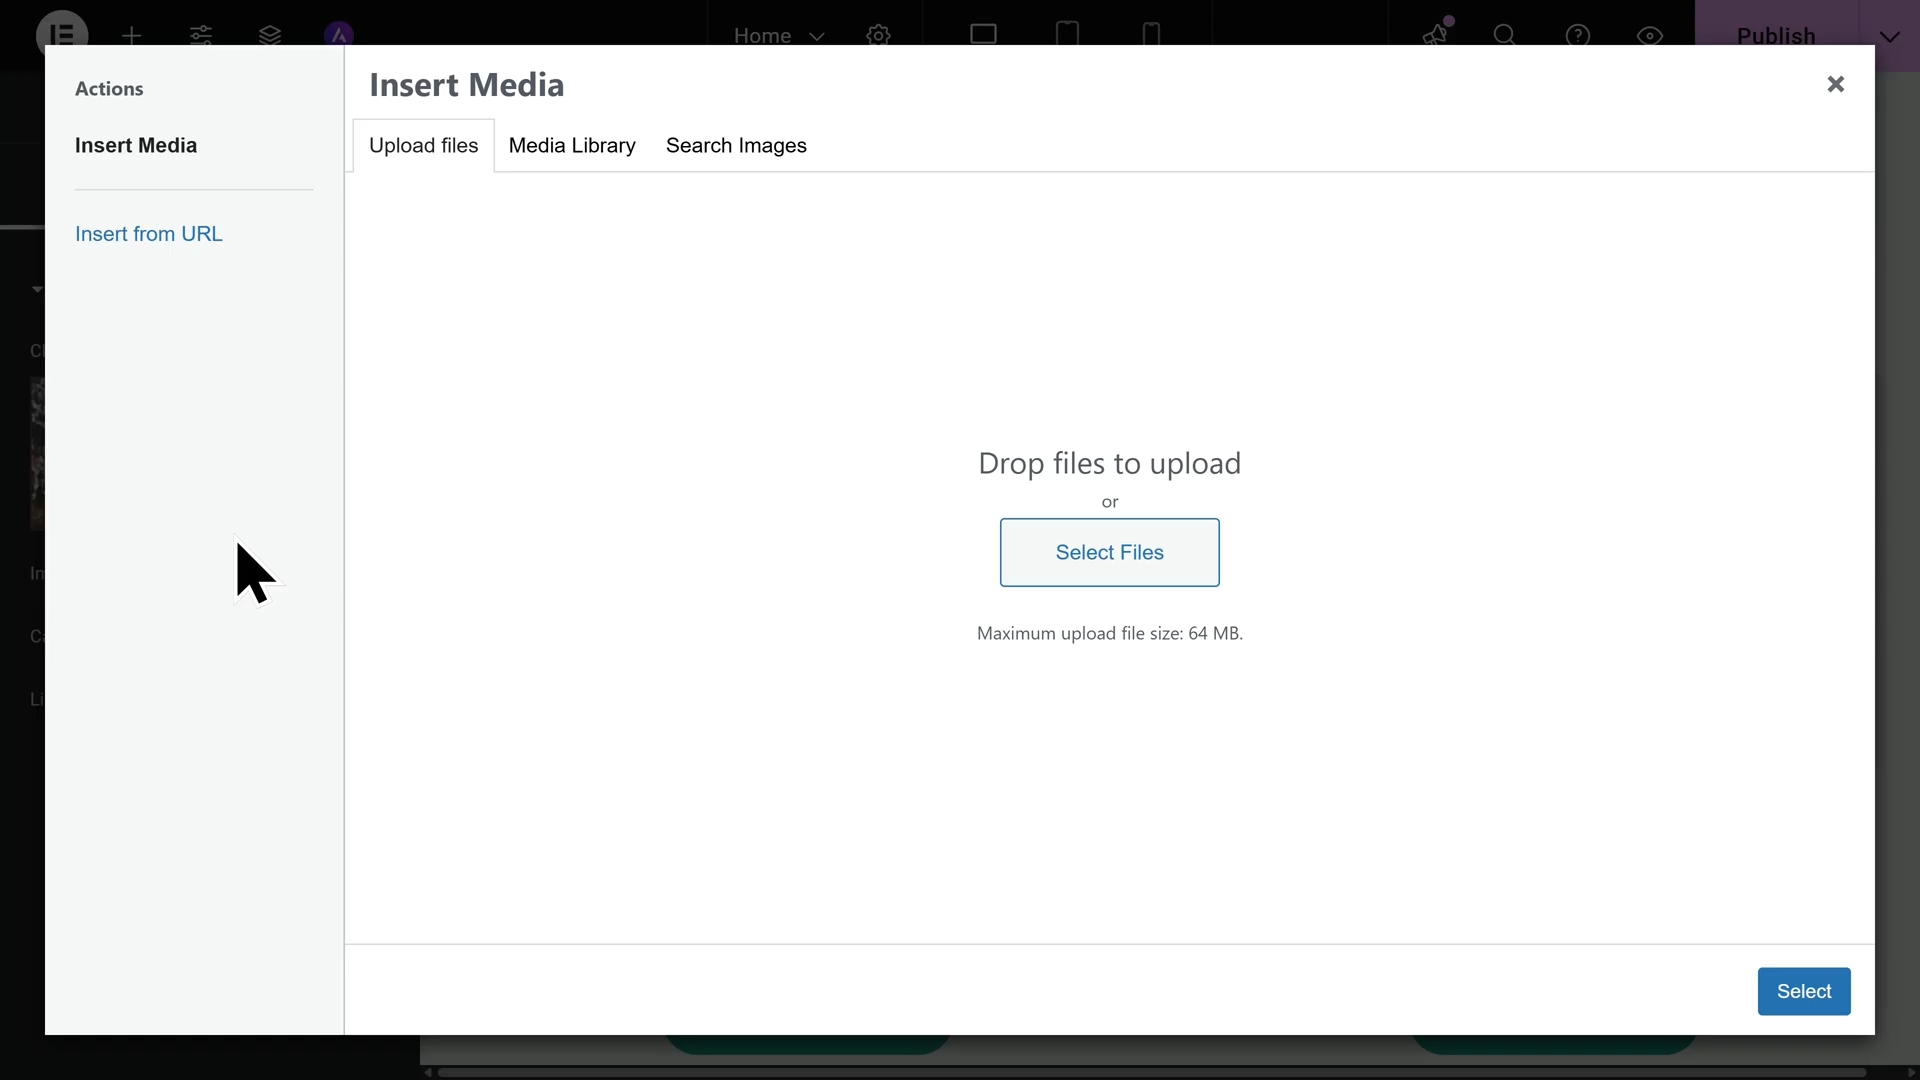 Home
Publish
Actions
Insert Media
Insert from URL
Insert Media
Upload files
Media Library
Search Images
Drop files to upload
or
Select Files
Maximum upload file size: 64 MB.
Select